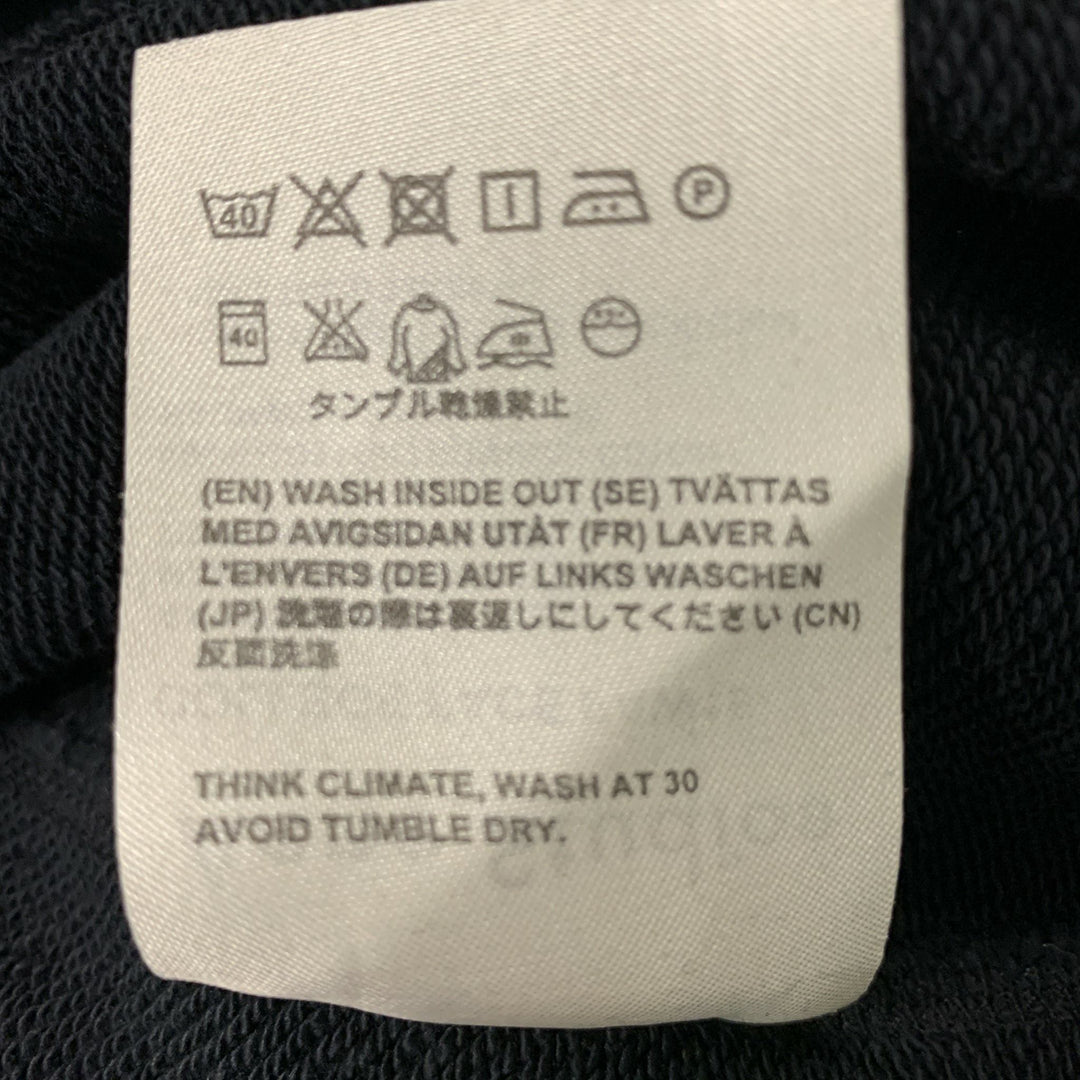 40 P
40
タンブル乾燥禁止
(EN) WASH INSIDE OUT (SE) TVÄTTAS
MED AVIGSIDAN UTÅT (FR) LAVER À
L'ENVERS (DE) AUF LINKS WASCHEN
(JP) 洗濯の際は裏返しにしてください (CN)
反面洗涤
THINK CLIMATE, WASH AT 30
AVOID TUMBLE DRY.